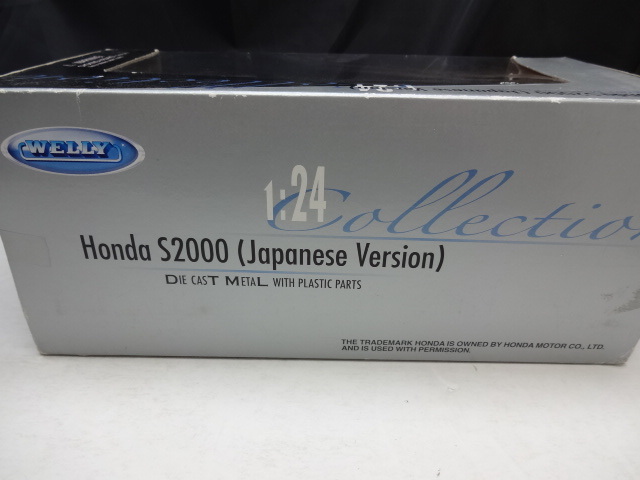 WELLY
1:24
Collection
Honda S2000 (Japanese Version)
DIE CAST METAL WITH PLASTIC PARTS
THE TRADEMARK HONDA IS OWNED BY HONDA MOTOR CO., LTD.
AND IS USED WITH PERMISSION.